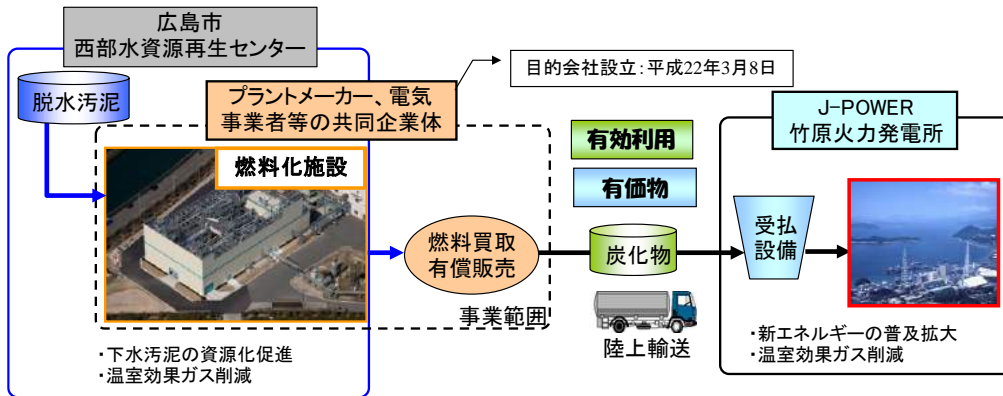 広島市
西部水資源再生センター
目的会社設立：平成22年3月8日
脱水汚泥
プラントメーカー、電気
事業者等の共同企業体
J-POWER
竹原火力発電所
燃料化施設
有効利用
有価物
燃料買取
有償販売
炭化物
受払
設備
事業範囲
陸上輸送
・下水汚泥の資源化促進
・温室効果ガス削減
・新エネルギーの普及拡大
・温室効果ガス削減